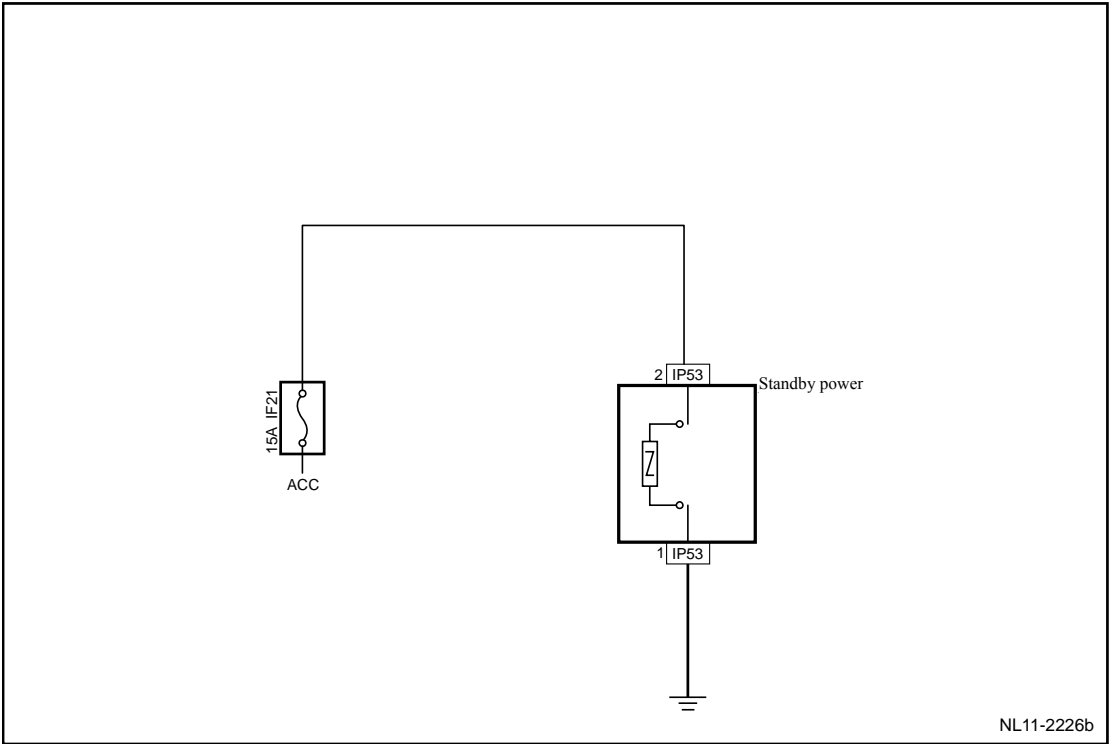 2 IP53
Standby power
15A IF21
ACC
1 IP53
NL11-2226b